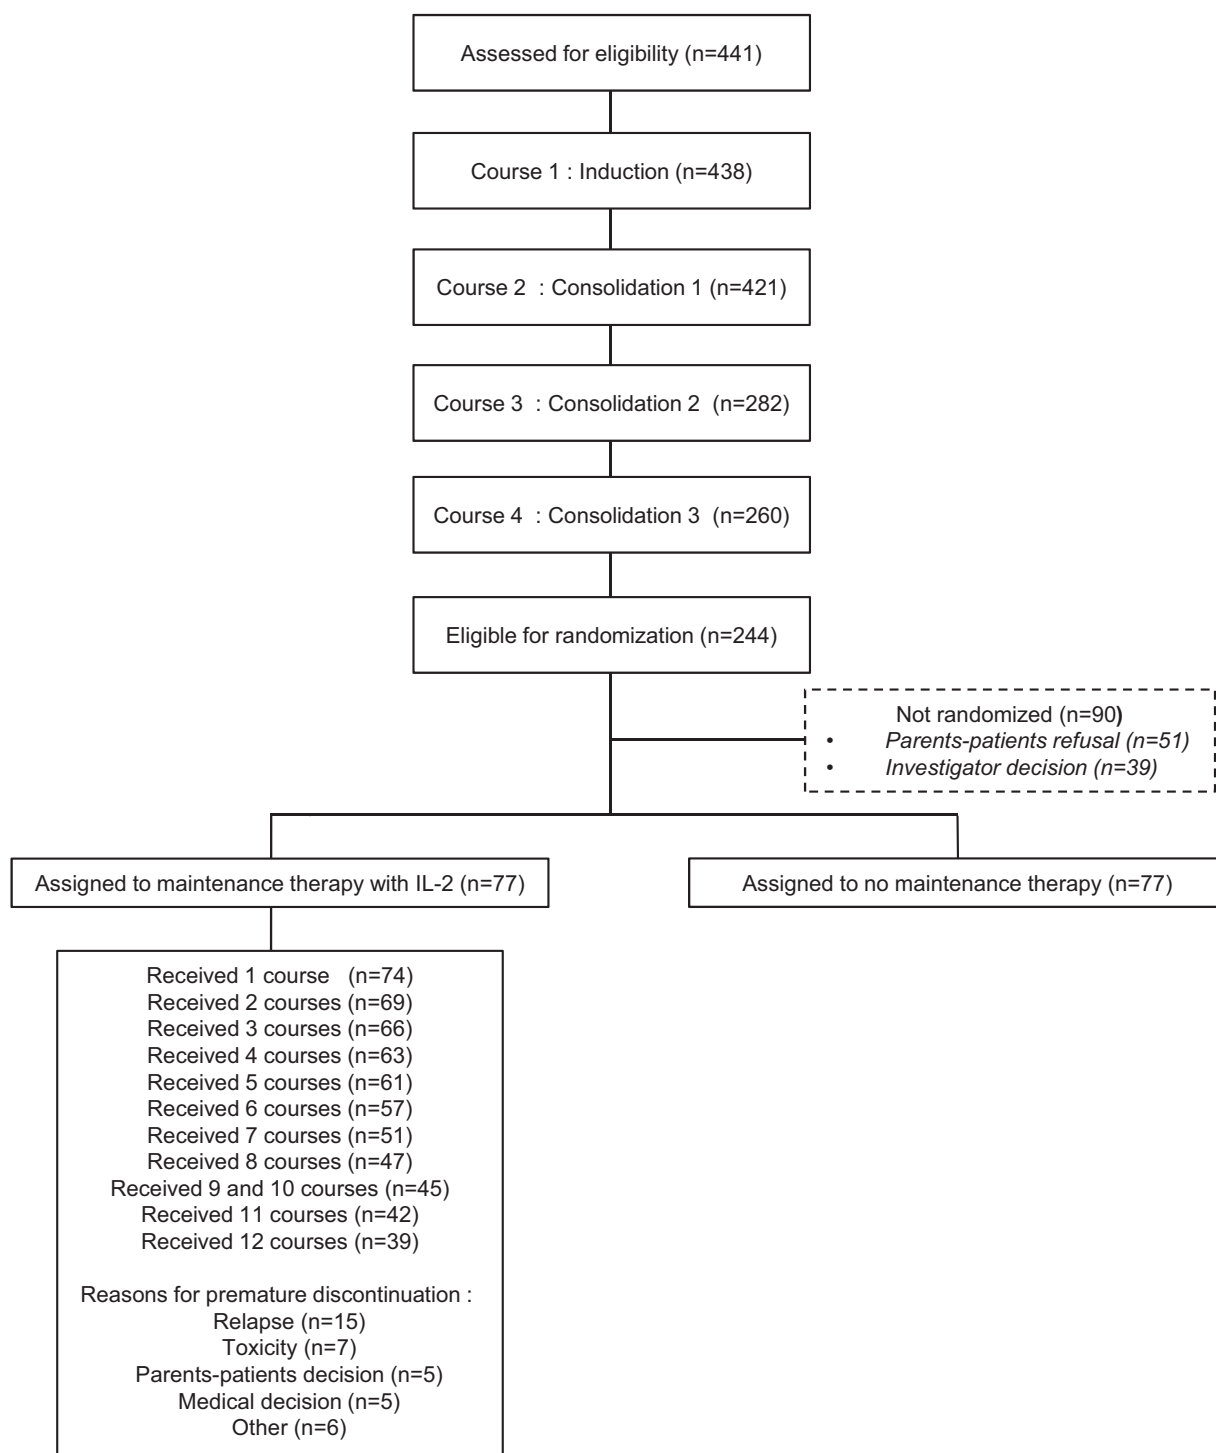 Assessed for eligibility (n=441)
Course 1 : Induction (n=438)
Course 2 : Consolidation 1 (n=421)
Course 3 : Consolidation 2 (n=282)
Course 4 : Consolidation 3 (n=260)
Eligible for randomization (n=244)
Not randomized (n=90)
• Parents-patients refusal (n=51)
• Investigator decision (n=39)
Assigned to maintenance therapy with IL-2 (n=77)
Assigned to no maintenance therapy (n=77)
Received 1 course (n=74)
Received 2 courses (n=69)
Received 3 courses (n=66)
Received 4 courses (n=63)
Received 5 courses (n=61)
Received 6 courses (n=57)
Received 7 courses (n=51)
Received 8 courses (n=47)
Received 9 and 10 courses (n=45)
Received 11 courses (n=42)
Received 12 courses (n=39)
Reasons for premature discontinuation :
Relapse (n=15)
Toxicity (n=7)
Parents-patients decision (n=5)
Medical decision (n=5)
Other (n=6)